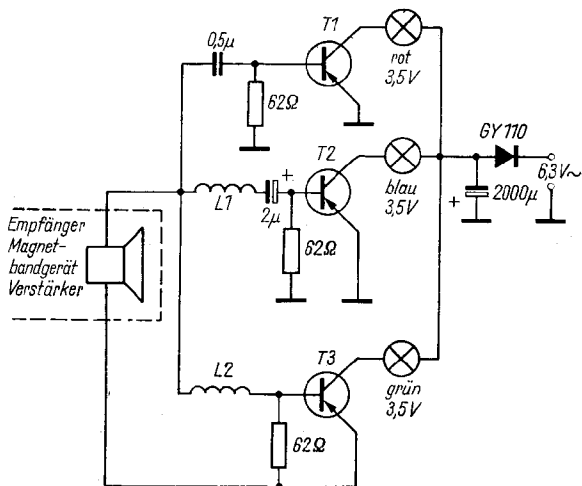 T1
0,5μ
62Ω
rot
3,5V
GY 110
6,3V~
+
2000μ
T2
+
L1
2μ
62Ω
blau
3,5V
Empfänger
Magnet-
bandgerät
Verstärker
T3
L2
62Ω
grün
3,5V